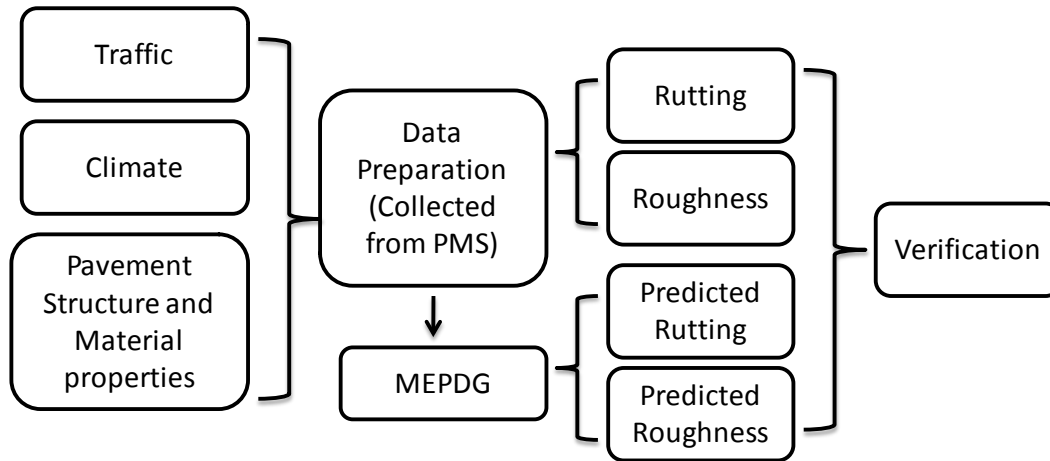 Traffic
Climate
Pavement
Structure and
Material
properties
Data
Preparation
(Collected
from PMS)
MEPDG
Rutting
Roughness
Predicted
Rutting
Predicted
Roughness
Verification